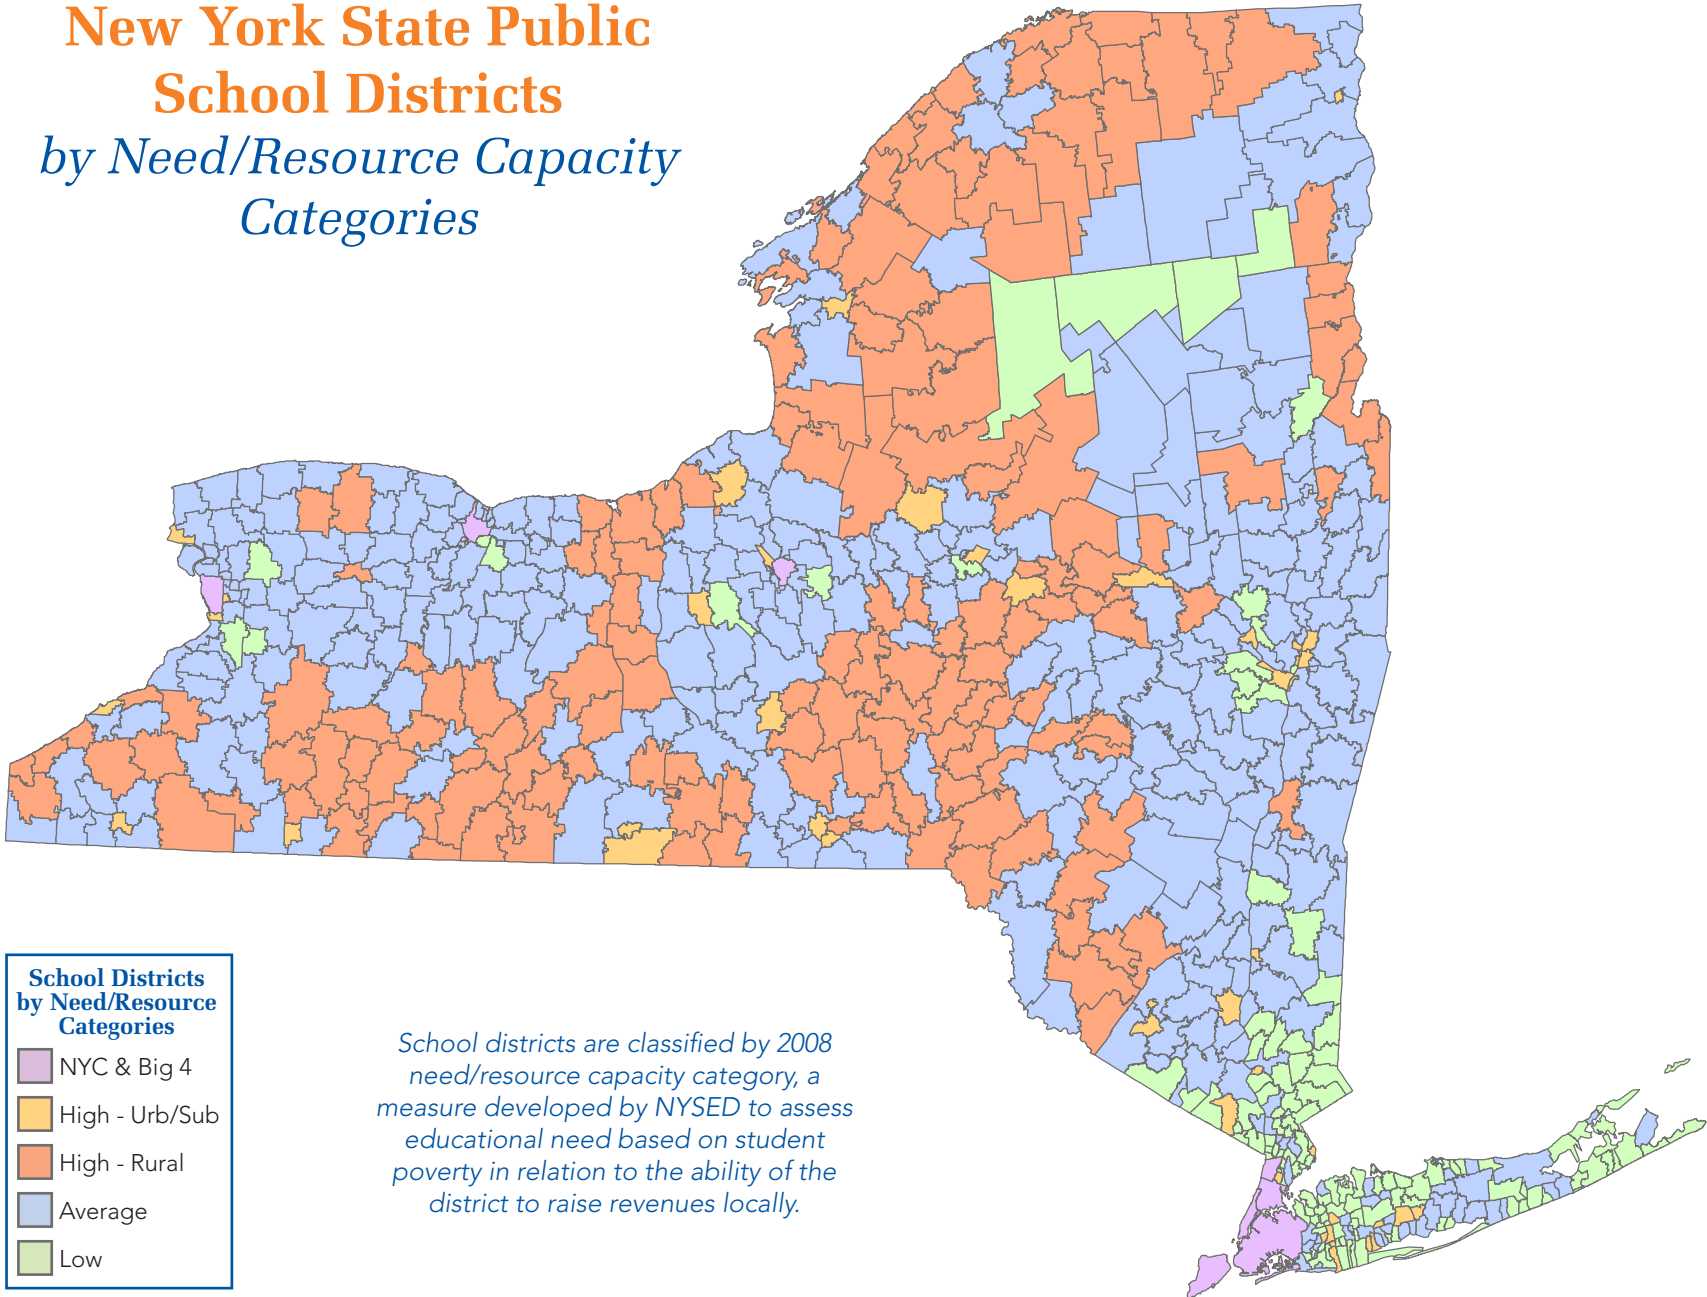 New York State Public
School Districts
by Need/Resource Capacity
Categories
School Districts
by Need/Resource
Categories
NYC & Big 4
High - Urb/Sub
High - Rural
Average
Low
School districts are classified by 2008
need/resource capacity category, a
measure developed by NYSED to assess
educational need based on student
poverty in relation to the ability of the
district to raise revenues locally.